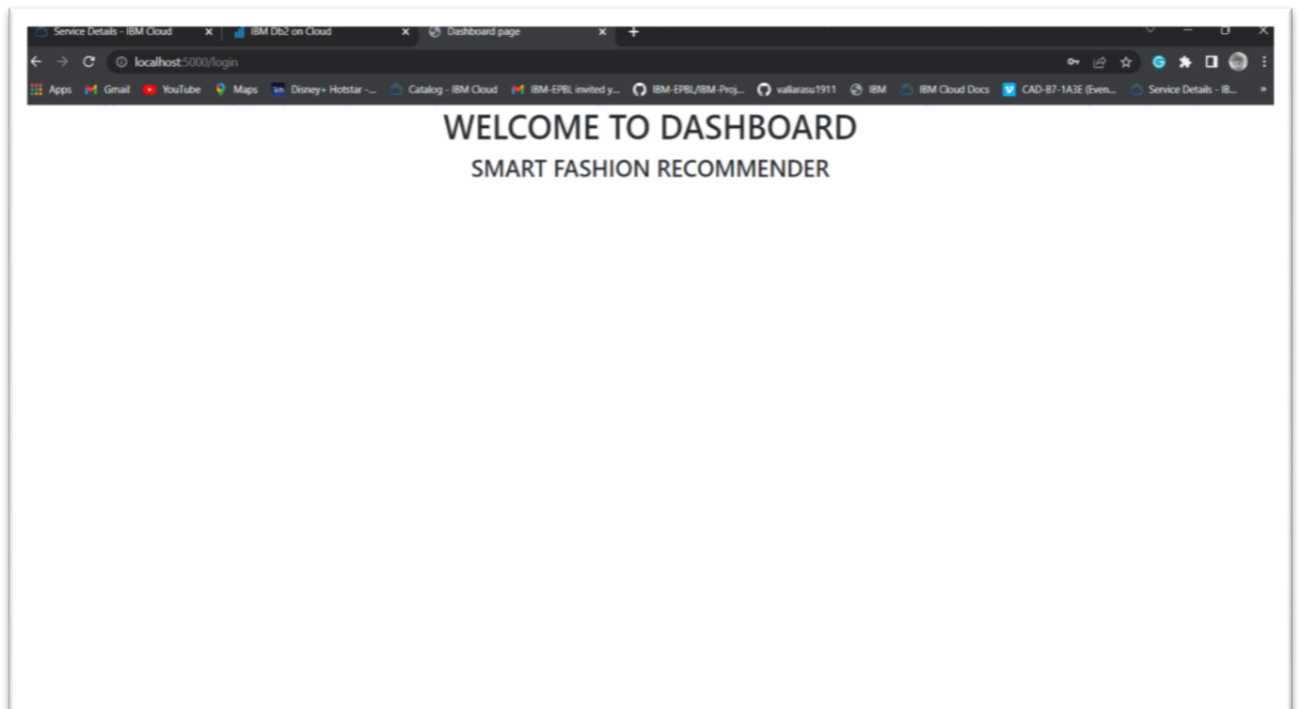 Service Details - IBM Cloud IBM Db2 on Cloud Dashboard page
localhost:5000/login
Apps Gmail YouTube Maps Disney+ Hotstar -... Catalog - IBM Cloud IBM-EPBL invited y... IBM-EPBL/IBM-Proj... vallarasu1911 IBM IBM Cloud Docs CAD-B7-1A3E (Even... Service Details - IB... »
WELCOME TO DASHBOARD
SMART FASHION RECOMMENDER